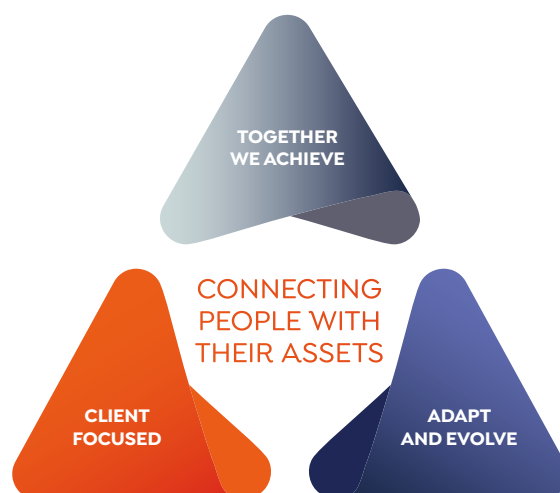 TOGETHER
WE ACHIEVE
CONNECTING
PEOPLE WITH
THEIR ASSETS
CLIENT
FOCUSED
ADAPT
AND EVOLVE